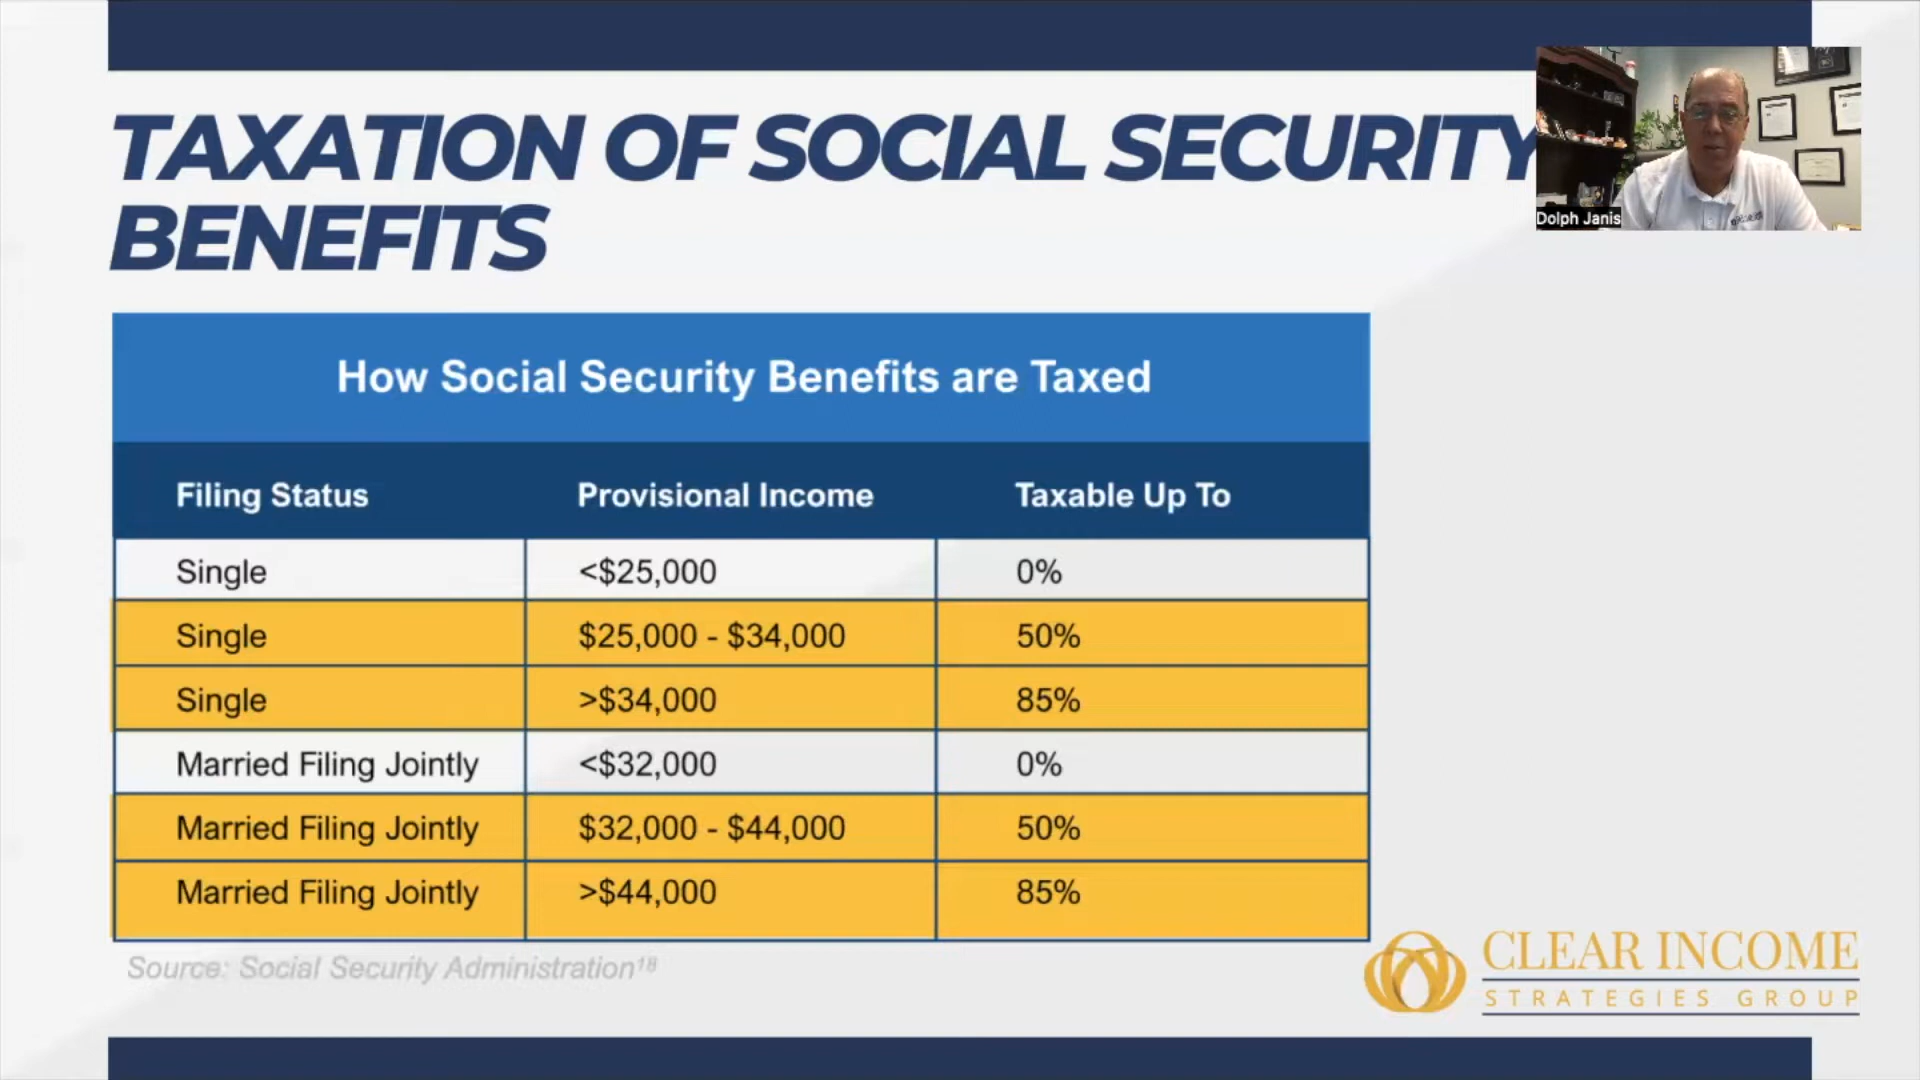 TAXATION OF SOCIAL SECURITY
BENEFITS
Dolph Janis
How Social Security Benefits are Taxed
Filing Status Provisional Income Taxable Up To
Single <$25,000 0%
Single $25,000 - $34,000 50%
Single >$34,000 85%
Married Filing Jointly <$32,000 0%
Married Filing Jointly $32,000 - $44,000 50%
Married Filing Jointly >$44,000 85%
Source: Social Security Administration¹⁸
CLEAR INCOME
STRATEGIES GROUP